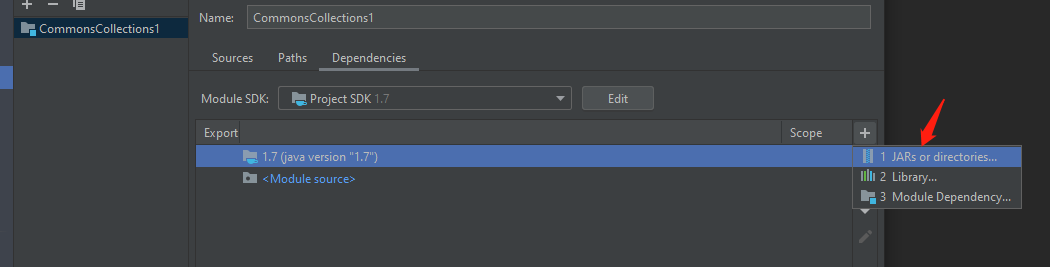 CommonsCollections1
Name: CommonsCollections1
Sources Paths Dependencies
Module SDK: Project SDK 1.7 Edit
Export Scope
1.7 (java version "1.7")
<Module source>
1 JARs or directories...
2 Library...
3 Module Dependency...